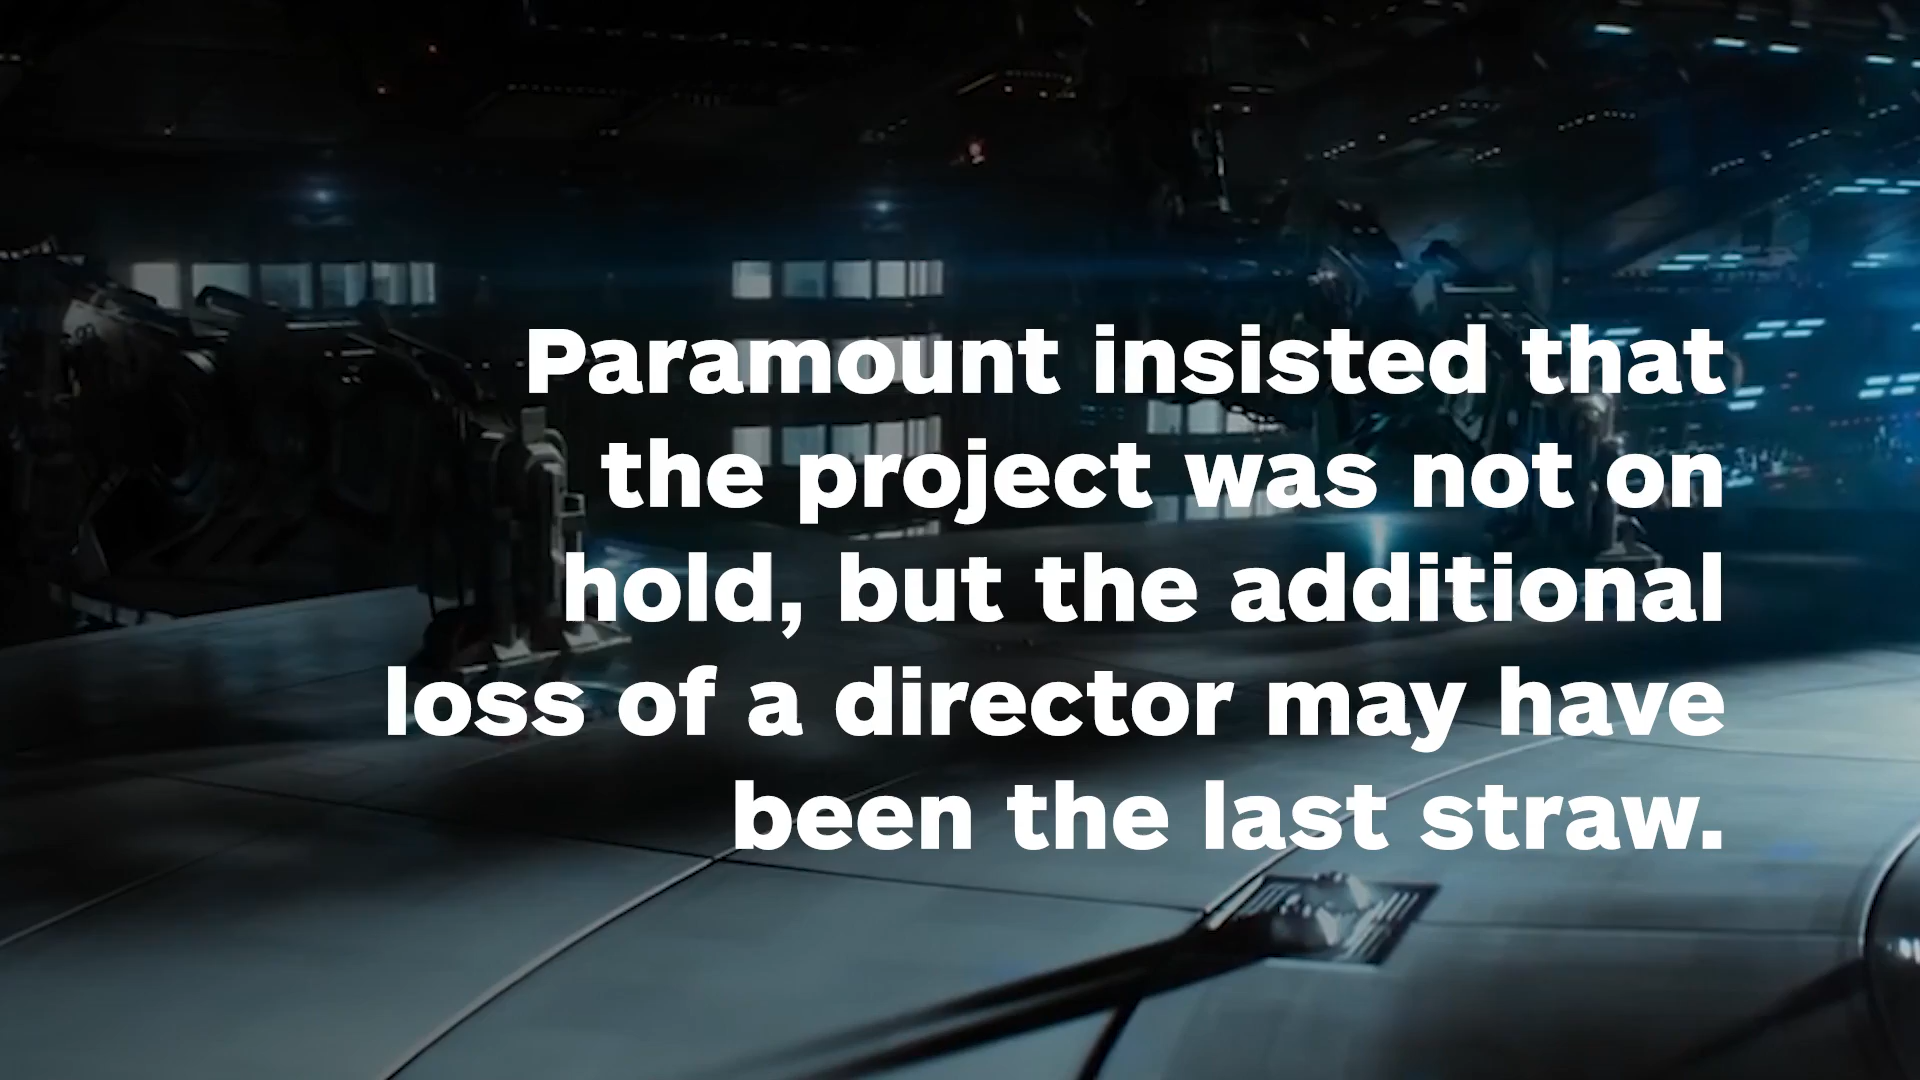 Paramount insisted that
the project was not on
hold, but the additional
loss of a director may have
been the last straw.